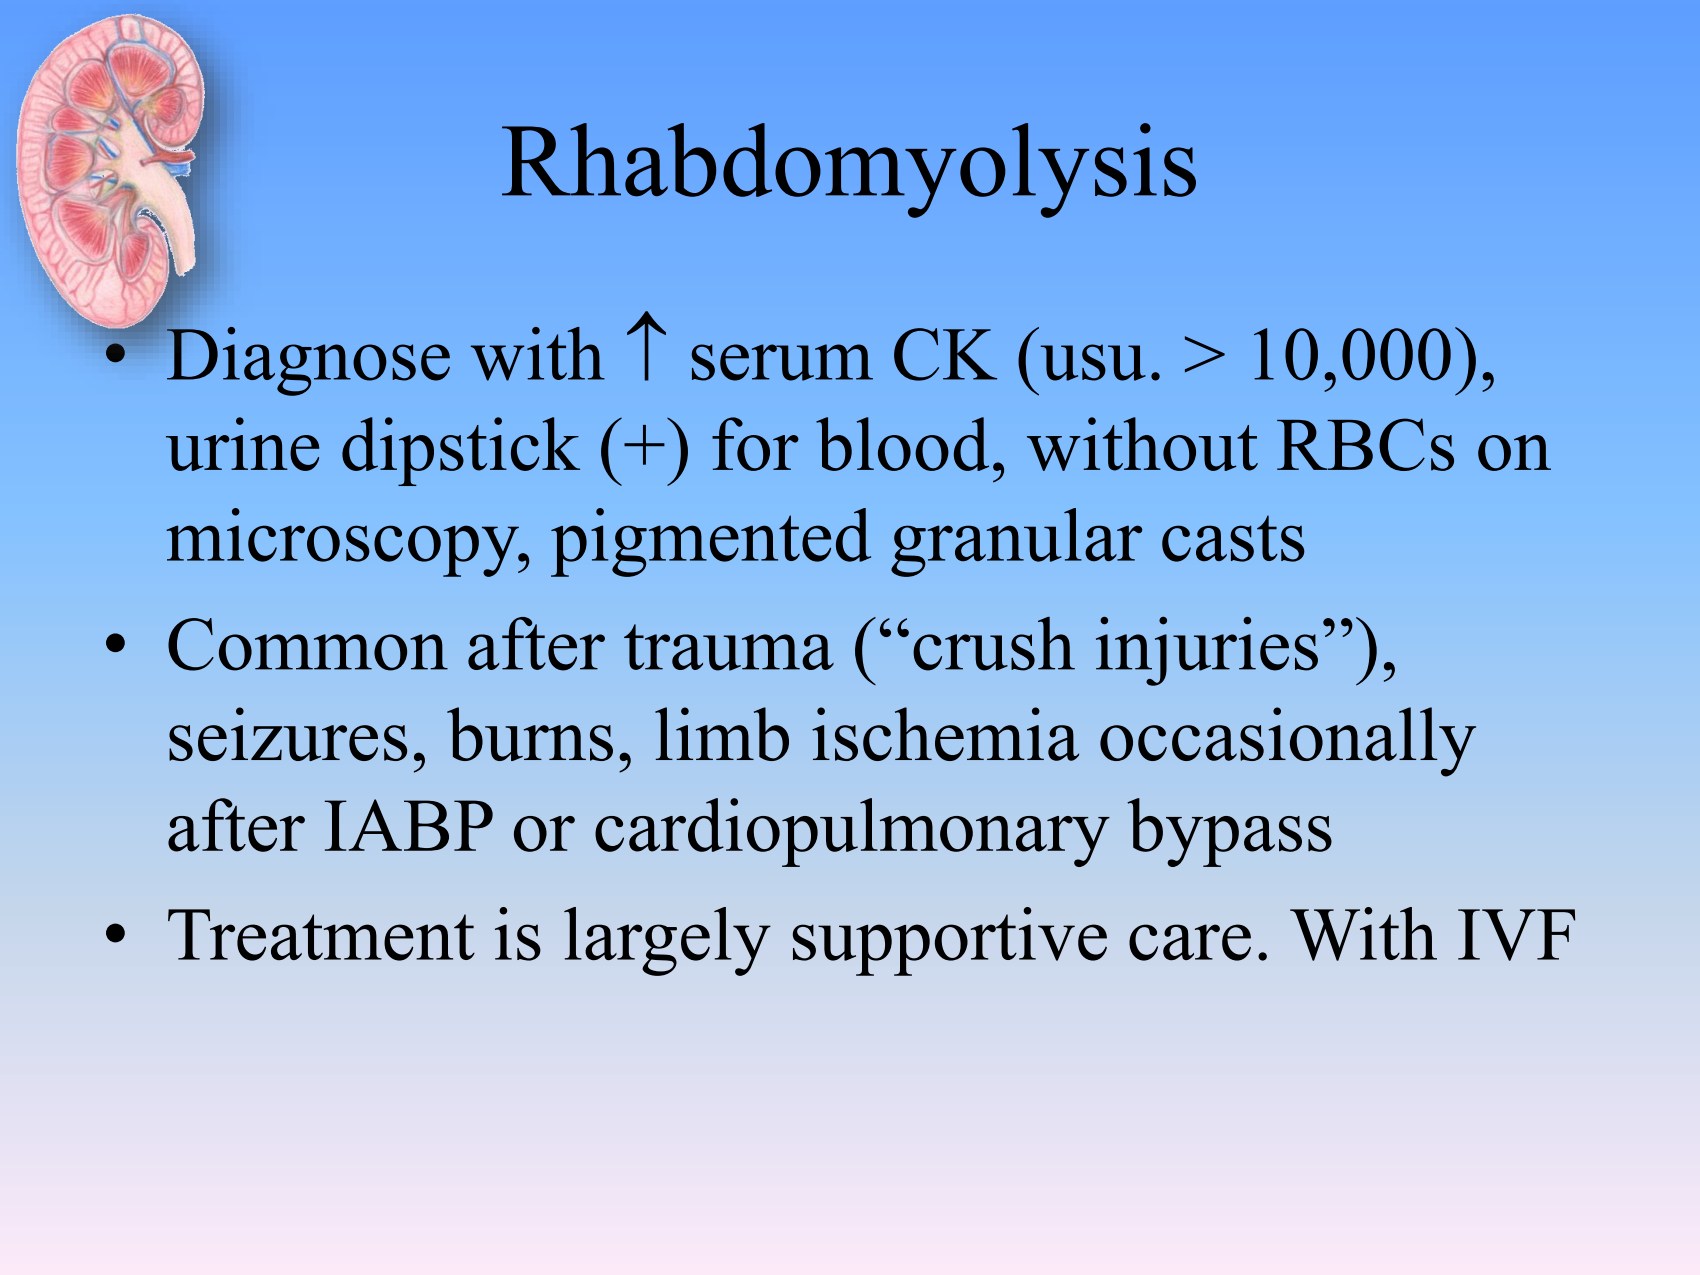 Rhabdomyolysis
• Diagnose with ↑ serum CK (usu. > 10,000),
urine dipstick (+) for blood, without RBCs on
microscopy, pigmented granular casts
• Common after trauma (“crush injuries”),
seizures, burns, limb ischemia occasionally
after IABP or cardiopulmonary bypass
• Treatment is largely supportive care. With IVF